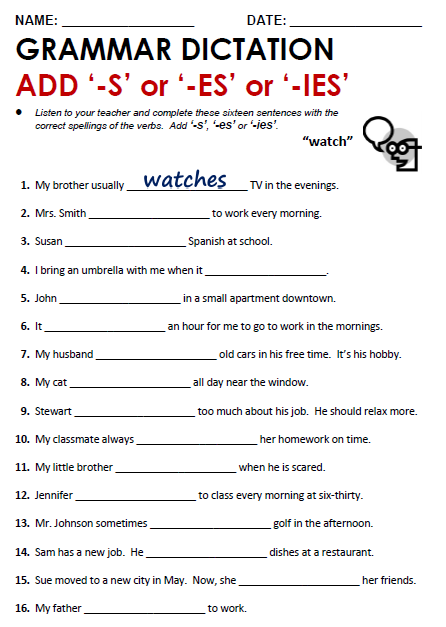 NAME: __________________ DATE: __________________
GRAMMAR DICTATION
ADD ‘-S’ or ‘-ES’ or ‘-IES’
● Listen to your teacher and complete these sixteen sentences with the
correct spellings of the verbs. Add ‘-s’, ‘-es’ or ‘-ies’.
“watch”
1. My brother usually watches TV in the evenings.
2. Mrs. Smith ____________________ to work every morning.
3. Susan ____________________ Spanish at school.
4. I bring an umbrella with me when it ____________________.
5. John ____________________ in a small apartment downtown.
6. It ____________________ an hour for me to go to work in the mornings.
7. My husband ____________________ old cars in his free time. It’s his hobby.
8. My cat ____________________ all day near the window.
9. Stewart ____________________ too much about his job. He should relax more.
10. My classmate always ____________________ her homework on time.
11. My little brother ____________________ when he is scared.
12. Jennifer ____________________ to class every morning at six-thirty.
13. Mr. Johnson sometimes ____________________ golf in the afternoon.
14. Sam has a new job. He ____________________ dishes at a restaurant.
15. Sue moved to a new city in May. Now, she ____________________ her friends.
16. My father ____________________ to work.